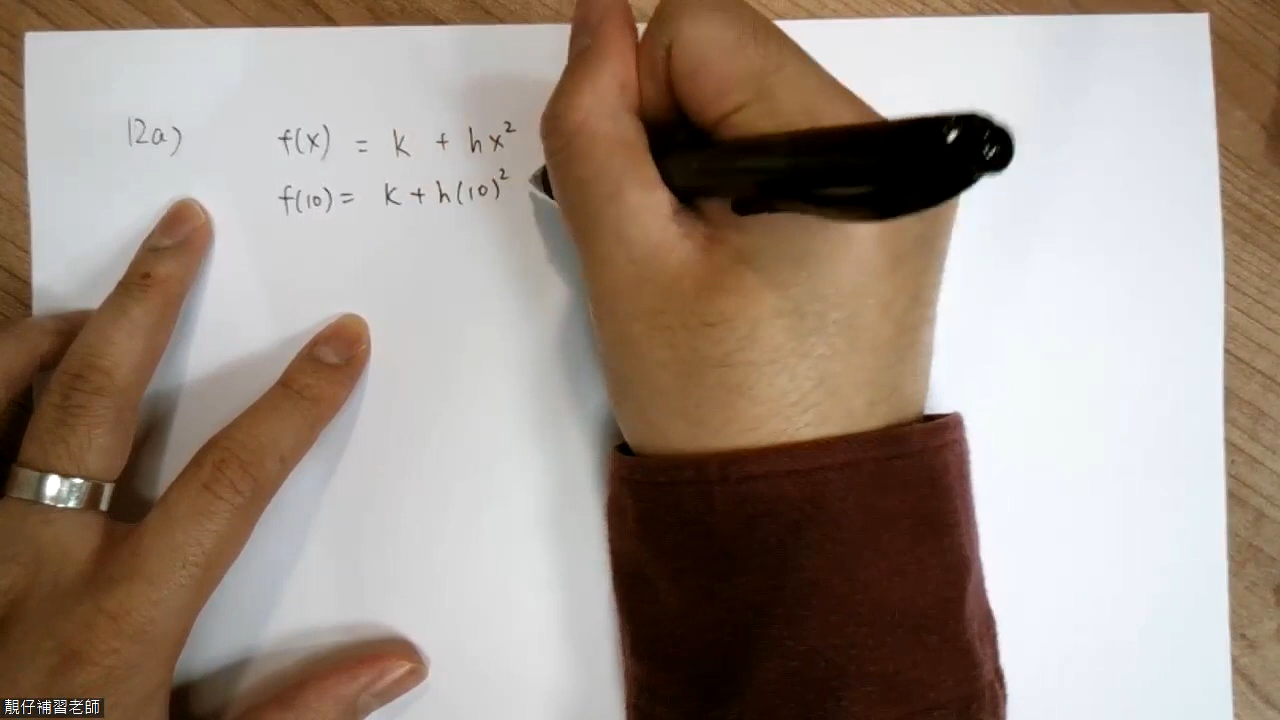 12a)
f(x) = k + hx²
f(10) = k + h(10)²
靚仔補習老師